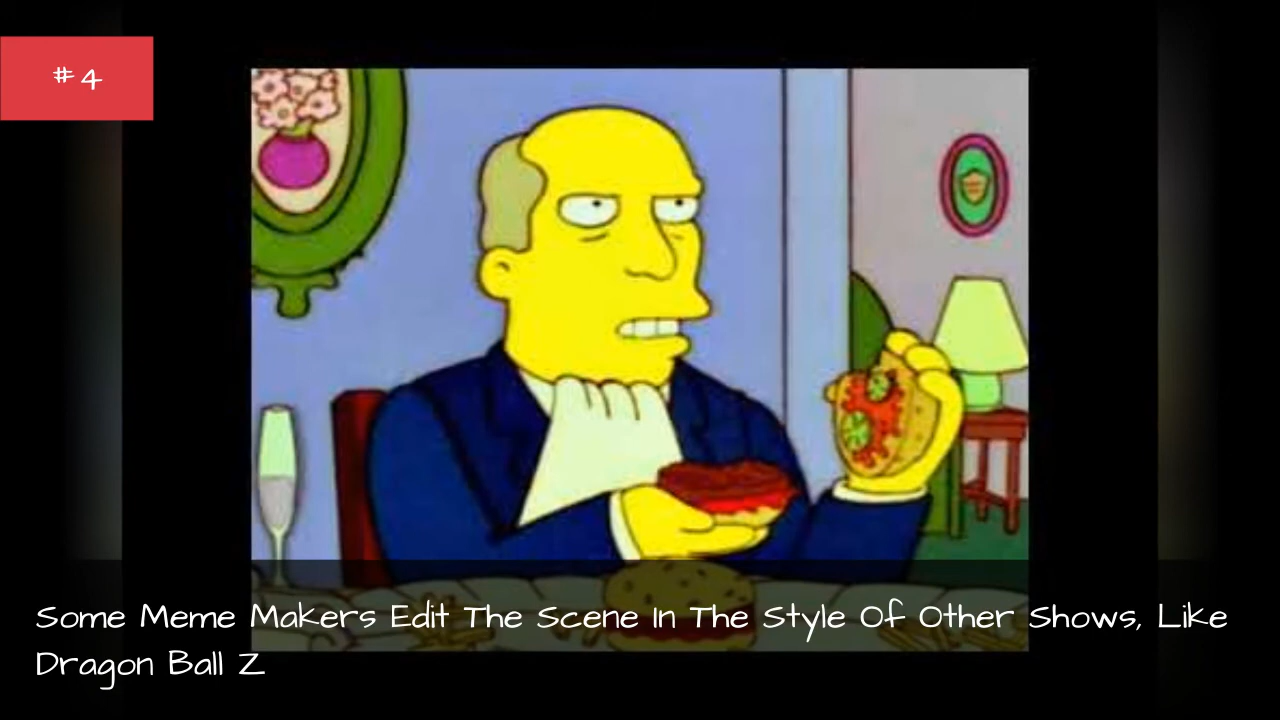 #4
Some Meme Makers Edit The Scene In The Style Of Other Shows, Like
Dragon Ball Z